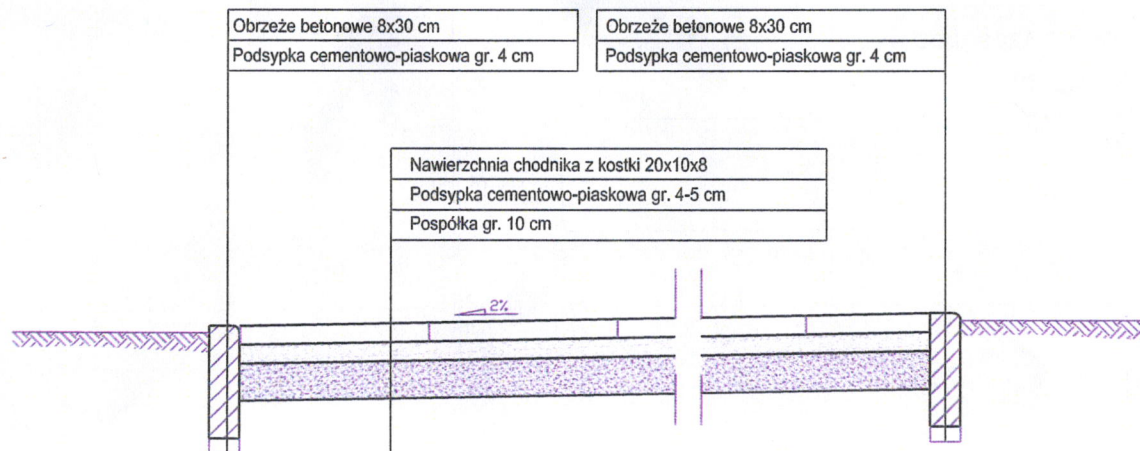 Obrzeże betonowe 8x30 cm
Podsypka cementowo-piaskowa gr. 4 cm
Obrzeże betonowe 8x30 cm
Podsypka cementowo-piaskowa gr. 4 cm
Nawierzchnia chodnika z kostki 20x10x8
Podsypka cementowo-piaskowa gr. 4-5 cm
Pospółka gr. 10 cm
2%